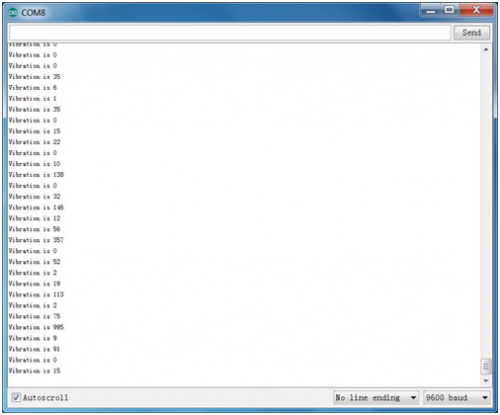 COM8
Send
Vibration is 0
Vibration is 0
Vibration is 0
Vibration is 35
Vibration is 6
Vibration is 1
Vibration is 35
Vibration is 0
Vibration is 15
Vibration is 22
Vibration is 0
Vibration is 10
Vibration is 138
Vibration is 0
Vibration is 32
Vibration is 146
Vibration is 12
Vibration is 56
Vibration is 357
Vibration is 0
Vibration is 52
Vibration is 2
Vibration is 19
Vibration is 113
Vibration is 2
Vibration is 75
Vibration is 995
Vibration is 9
Vibration is 91
Vibration is 0
Vibration is 15
Autoscroll
No line ending
9600 baud